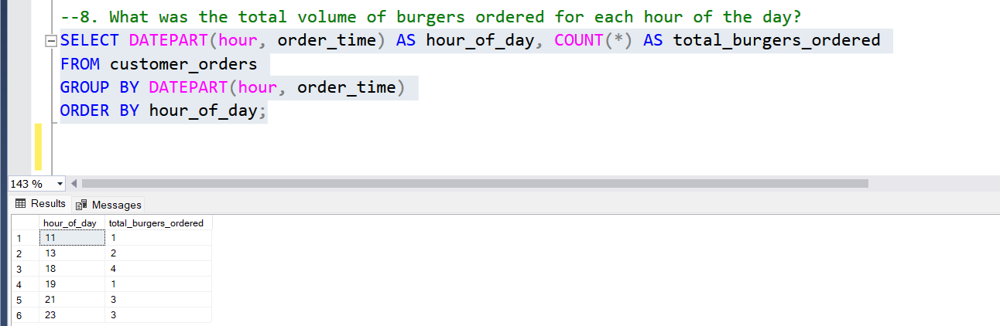 --8. What was the total volume of burgers ordered for each hour of the day?
SELECT DATEPART(hour, order_time) AS hour_of_day, COUNT(*) AS total_burgers_ordered
FROM customer_orders
GROUP BY DATEPART(hour, order_time)
ORDER BY hour_of_day;
143 %
Results Messages
hour_of_day total_burgers_ordered
1 11 1
2 13 2
3 18 4
4 19 1
5 21 3
6 23 3